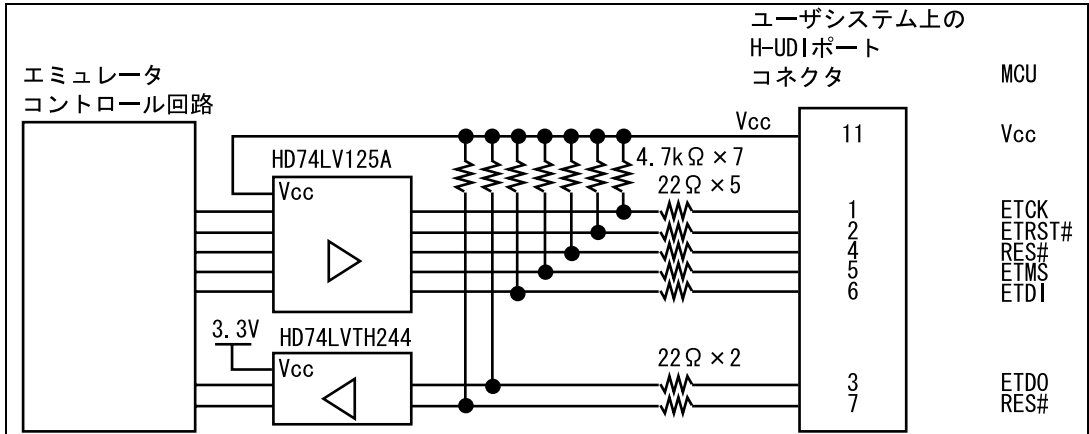 ユーザシステム上の
H-UDIポート
コネクタ
MCU
エミュレータ
コントロール回路
Vcc
11
Vcc
HD74LV125A
Vcc
4.7kΩ×7
22Ω×5
1
ETCK
2
ETRST#
4
RES#
5
ETMS
6
ETDI
3.3V
HD74LVTH244
Vcc
22Ω×2
3
ETDO
7
RES#